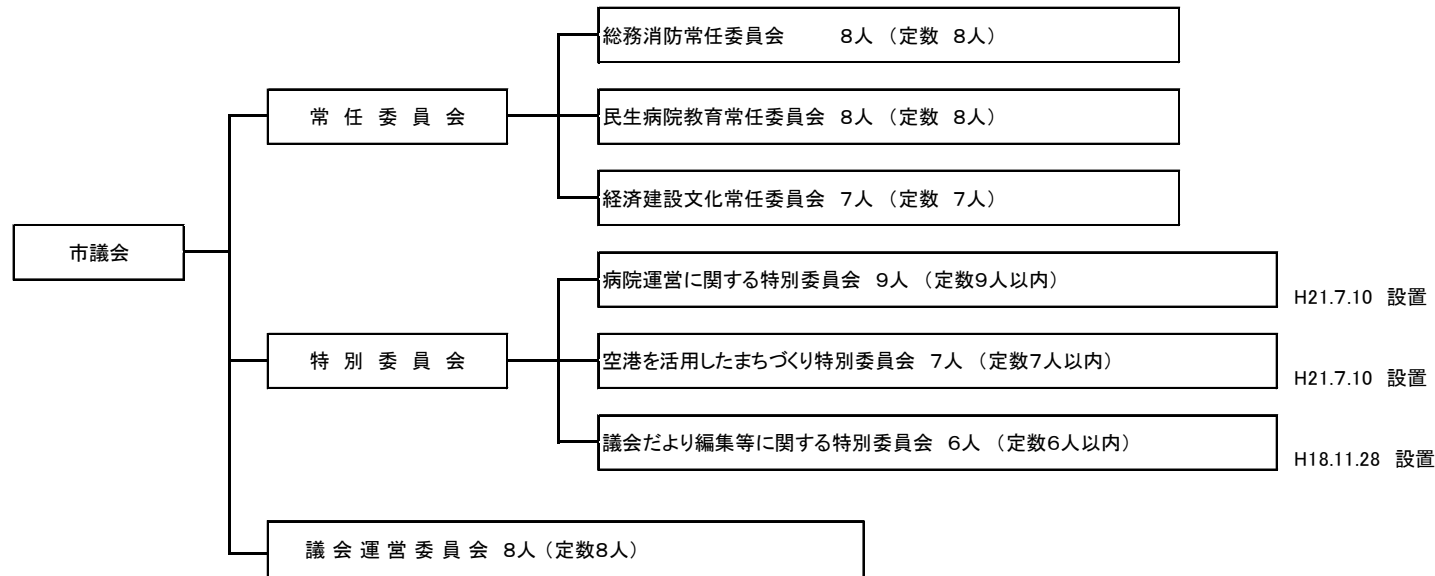 総務消防常任委員会　　　8人 （定数 8人）
常 任 委 員 会
民生病院教育常任委員会 8人 （定数 8人）
経済建設文化常任委員会 7人 （定数 7人）
市議会
病院運営に関する特別委員会 9人 （定数9人以内）
H21.7.10 設置
特 別 委 員 会
空港を活用したまちづくり特別委員会 7人 （定数7人以内）
H21.7.10 設置
議会だより編集等に関する特別委員会 6人 （定数6人以内）
H18.11.28 設置
議 会 運 営 委 員 会 8人 （定数8人）